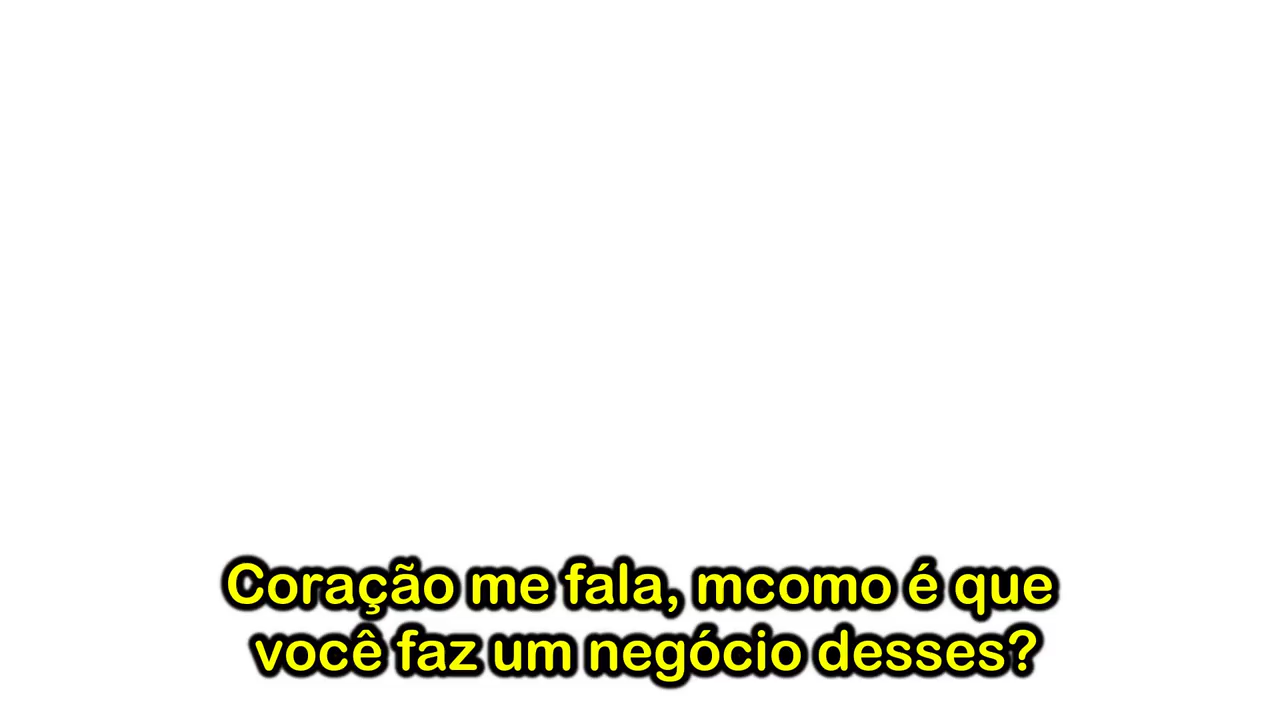 Coração me fala, mcomo é que
você faz um negócio desses?